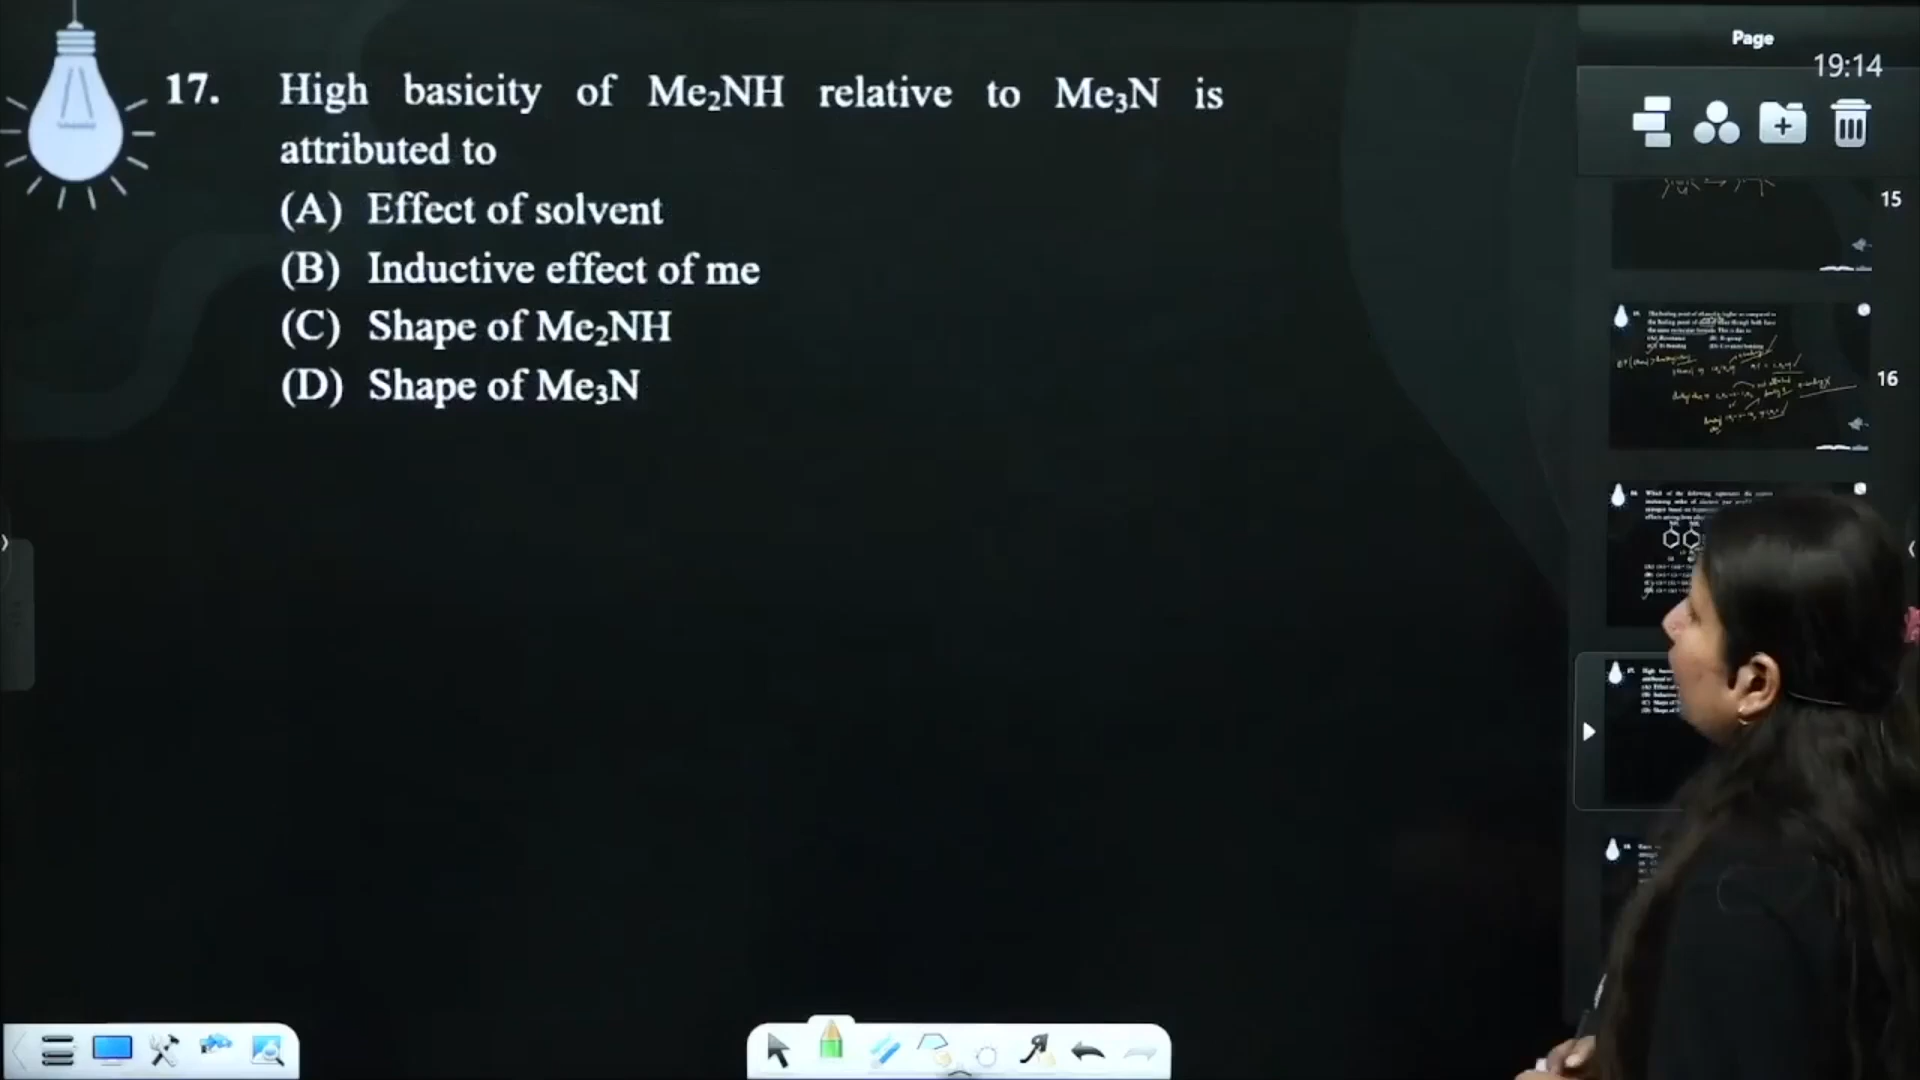 17. High basicity of Me₂NH relative to Me₃N is
attributed to
(A) Effect of solvent
(B) Inductive effect of me
(C) Shape of Me₂NH
(D) Shape of Me₃N
Page
19:14
15
16